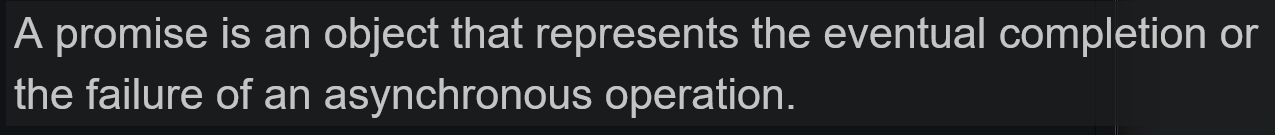 A promise is an object that represents the eventual completion or
the failure of an asynchronous operation.